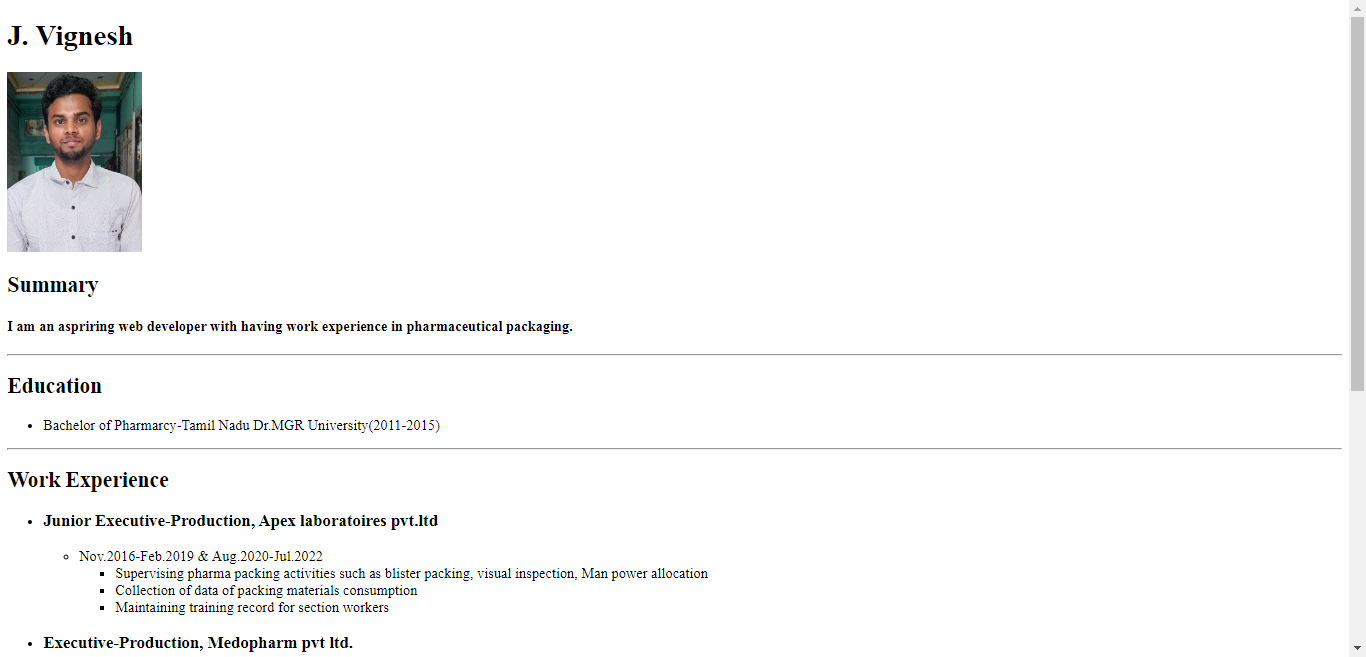 J. Vignesh
Summary
I am an aspriring web developer with having work experience in pharmaceutical packaging.
Education
Bachelor of Pharmarcy-Tamil Nadu Dr.MGR University(2011-2015)
Work Experience
Junior Executive-Production, Apex laboratoires pvt.ltd
Nov.2016-Feb.2019 & Aug.2020-Jul.2022
Supervising pharma packing activities such as blister packing, visual inspection, Man power allocation
Collection of data of packing materials consumption
Maintaining training record for section workers
Executive-Production, Medopharm pvt ltd.